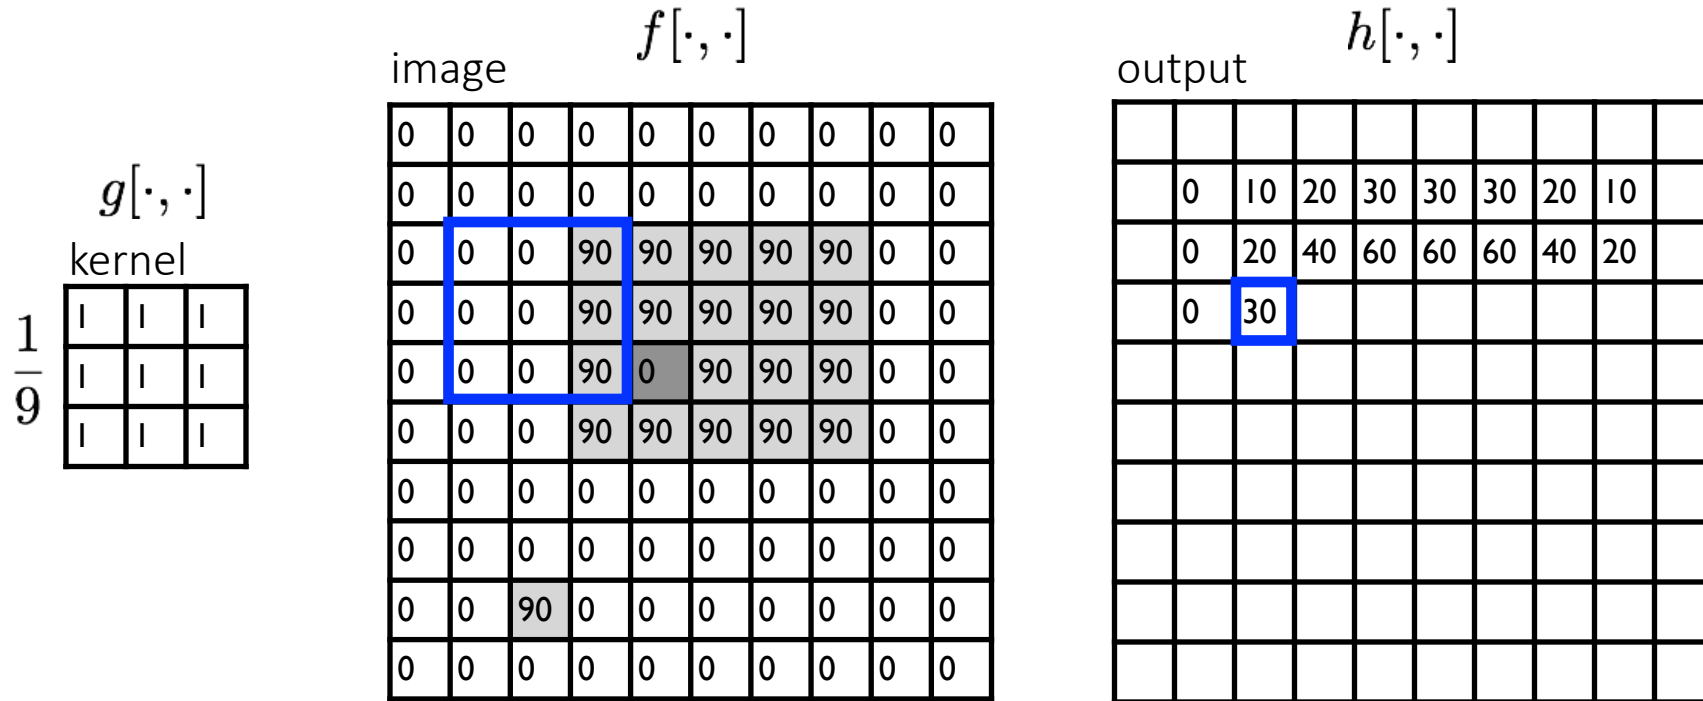 f[·, ·]
h[·, ·]
image
output
g[·, ·]
kernel
1/9
1 1 1
1 1 1
1 1 1
0 0 0 0 0 0 0 0 0 0
0 0 0 0 0 0 0 0 0 0
0 0 0 90 90 90 90 90 0 0
0 0 0 90 90 90 90 90 0 0
0 0 0 90 0 90 90 90 0 0
0 0 0 90 90 90 90 90 0 0
0 0 0 0 0 0 0 0 0 0
0 0 0 0 0 0 0 0 0 0
0 0 90 0 0 0 0 0 0 0
0 0 0 0 0 0 0 0 0 0
0 10 20 30 30 30 20 10
0 20 40 60 60 60 40 20
0 30